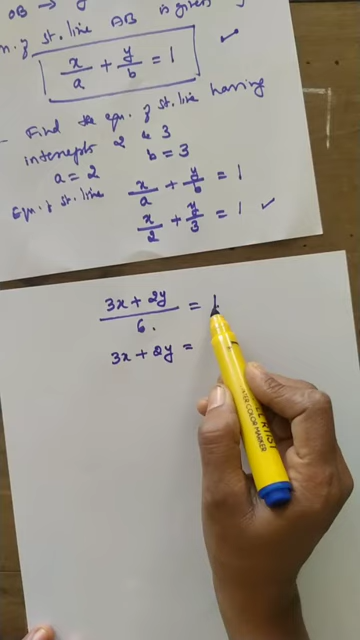 OB →
n. of st. line AB is given
x/a + y/b = 1 ✓
- Find the eqn. of st. line having
intercepts 2 & 3
a = 2 b = 3
Eqn. of st. line x/a + y/b = 1
x/2 + y/3 = 1 ✓
(3x + 2y)/6. = 1
3x + 2y =